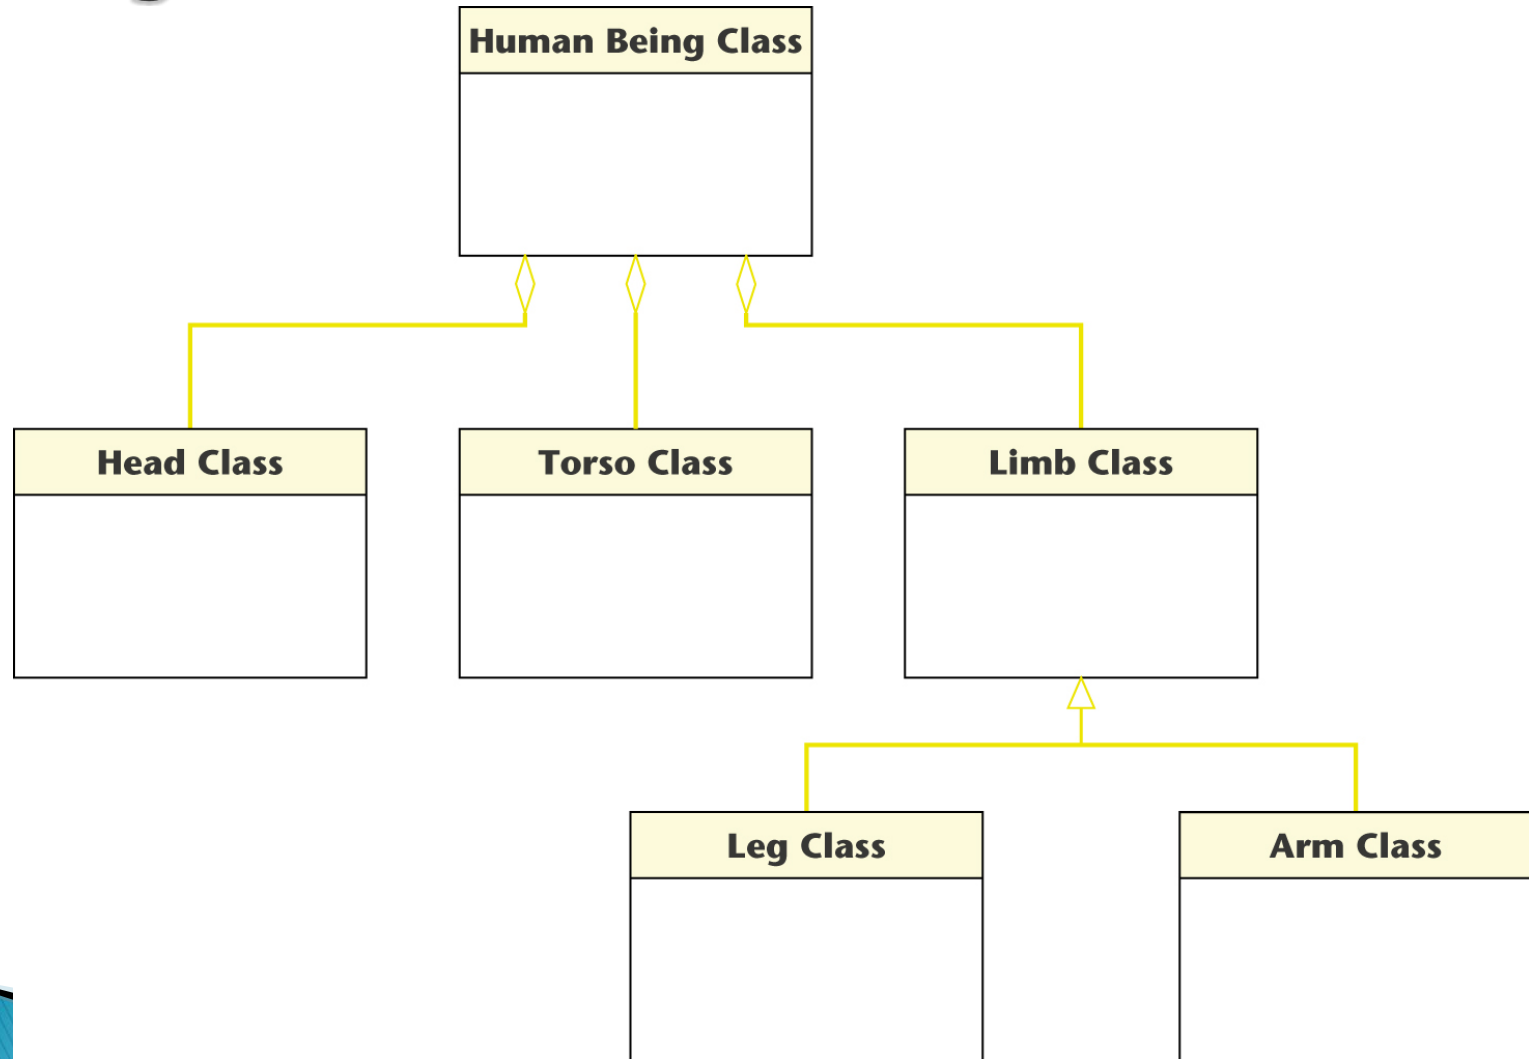 Human Being Class
Head Class
Torso Class
Limb Class
Leg Class
Arm Class